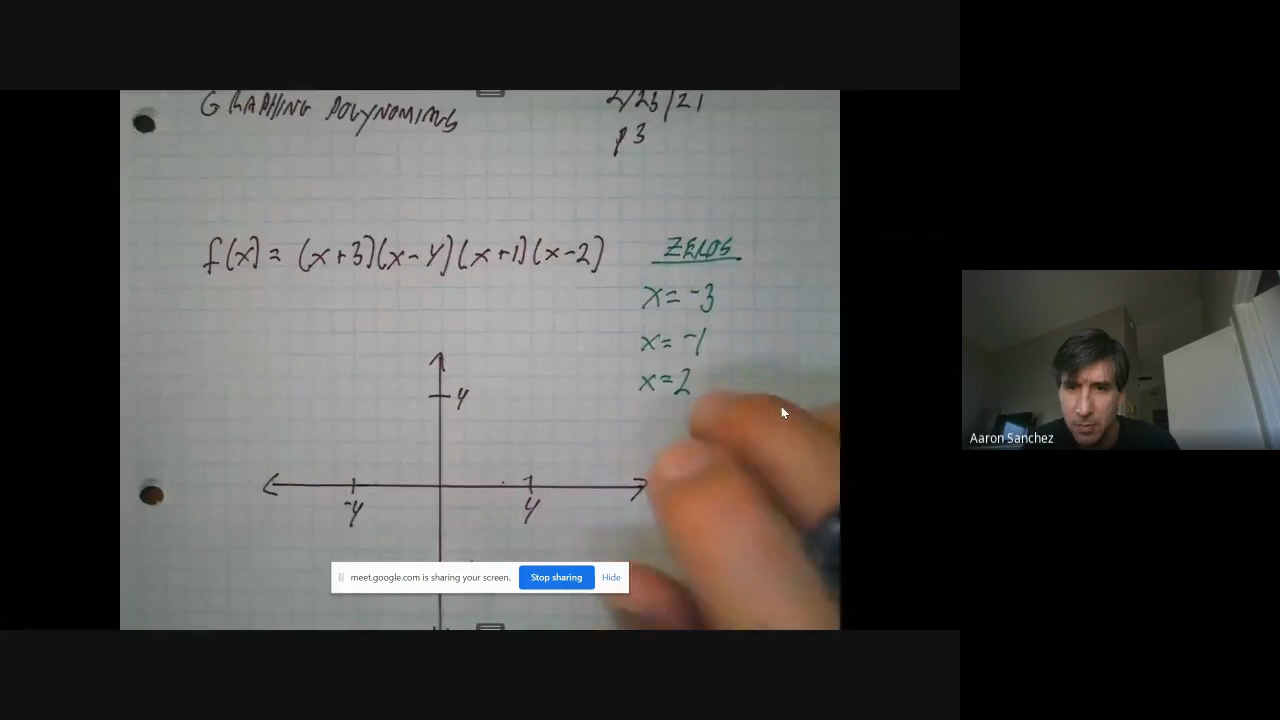 GRAPHING POLYNOMIALS
2/23/21
p3
f(x) = (x+3)(x-4)(x+1)(x-2)
ZEROS
x = -3
x = -1
x = 2
4
-4
4
meet.google.com is sharing your screen.
Stop sharing
Hide
Aaron Sanchez